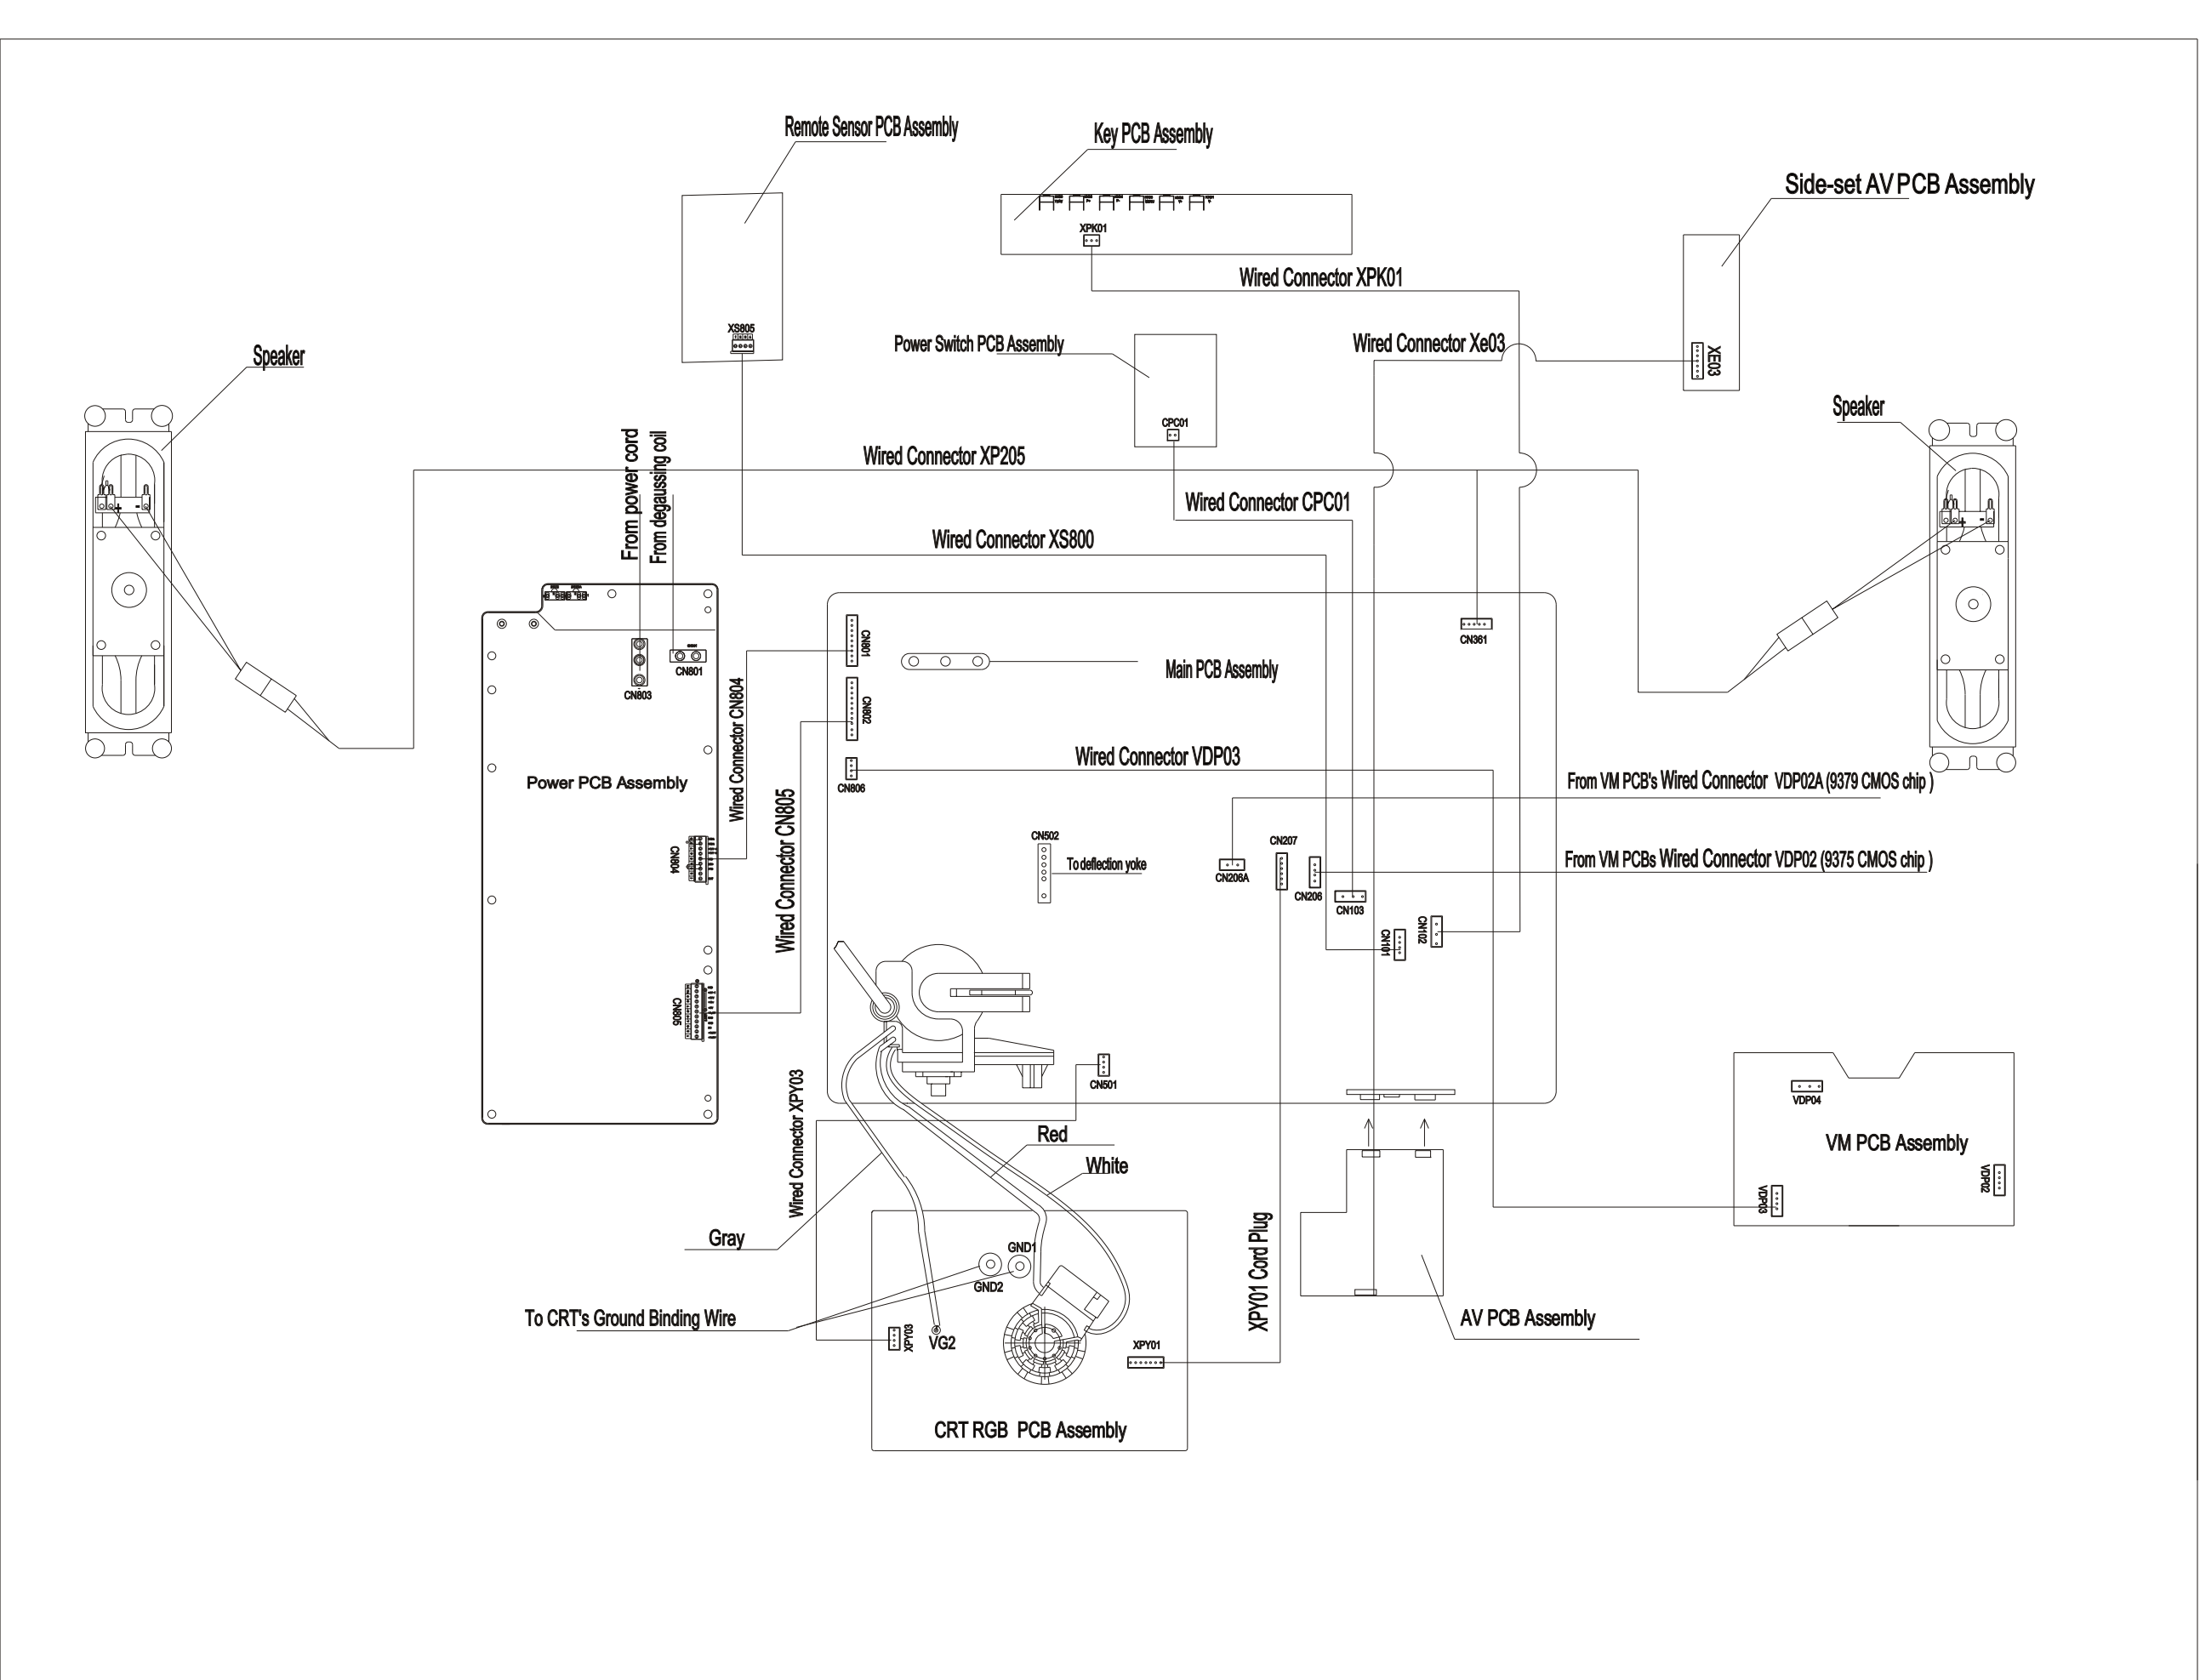 Remote Sensor PCB Assembly
Key PCB Assembly
Side-set AV PCB Assembly
XPK01
Wired Connector XPK01
XS805
Power Switch PCB Assembly
Wired Connector Xe03
XE03
Speaker
Speaker
CPC01
From power cord
From degaussing coil
Wired Connector XP205
Wired Connector CPC01
Wired Connector XS800
CN803
CN801
CN801
CN361
Main PCB Assembly
CN802
Wired Connector CN804
Wired Connector VDP03
Power PCB Assembly
CN806
From VM PCB's Wired Connector VDP02A (9379 CMOS chip )
Wired Connector CN805
CN502
CN207
To deflection yoke
CN804
CN206A
CN206
From VM PCBs Wired Connector VDP02 (9375 CMOS chip )
CN103
CN101
CN102
CN805
CN501
Wired Connector XPY03
VDP04
Red
VM PCB Assembly
White
VDP03
VDP02
Gray
GND1
GND2
XPY01 Cord Plug
To CRT's Ground Binding Wire
XPY03
VG2
XPY01
AV PCB Assembly
CRT RGB PCB Assembly
+
-
+
-